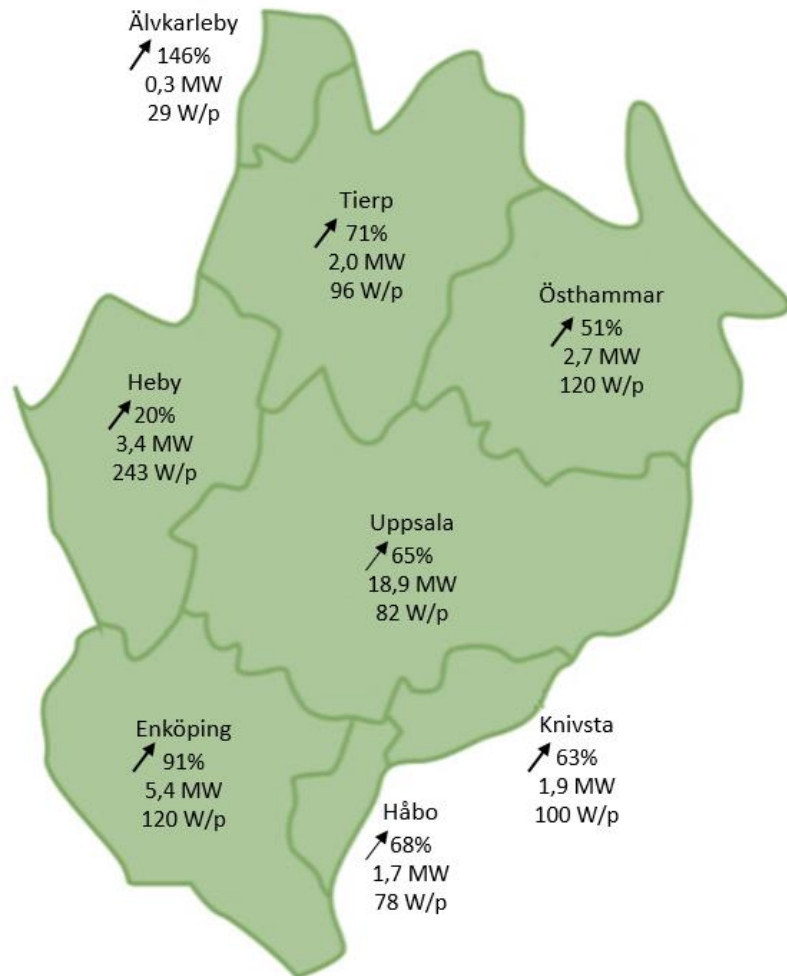 Älvkarleby
146%
0,3 MW
29 W/p
Tierp
71%
2,0 MW
96 W/p
Östhammar
51%
2,7 MW
120 W/p
Heby
20%
3,4 MW
243 W/p
Uppsala
65%
18,9 MW
82 W/p
Enköping
91%
5,4 MW
120 W/p
Knivsta
63%
1,9 MW
100 W/p
Håbo
68%
1,7 MW
78 W/p